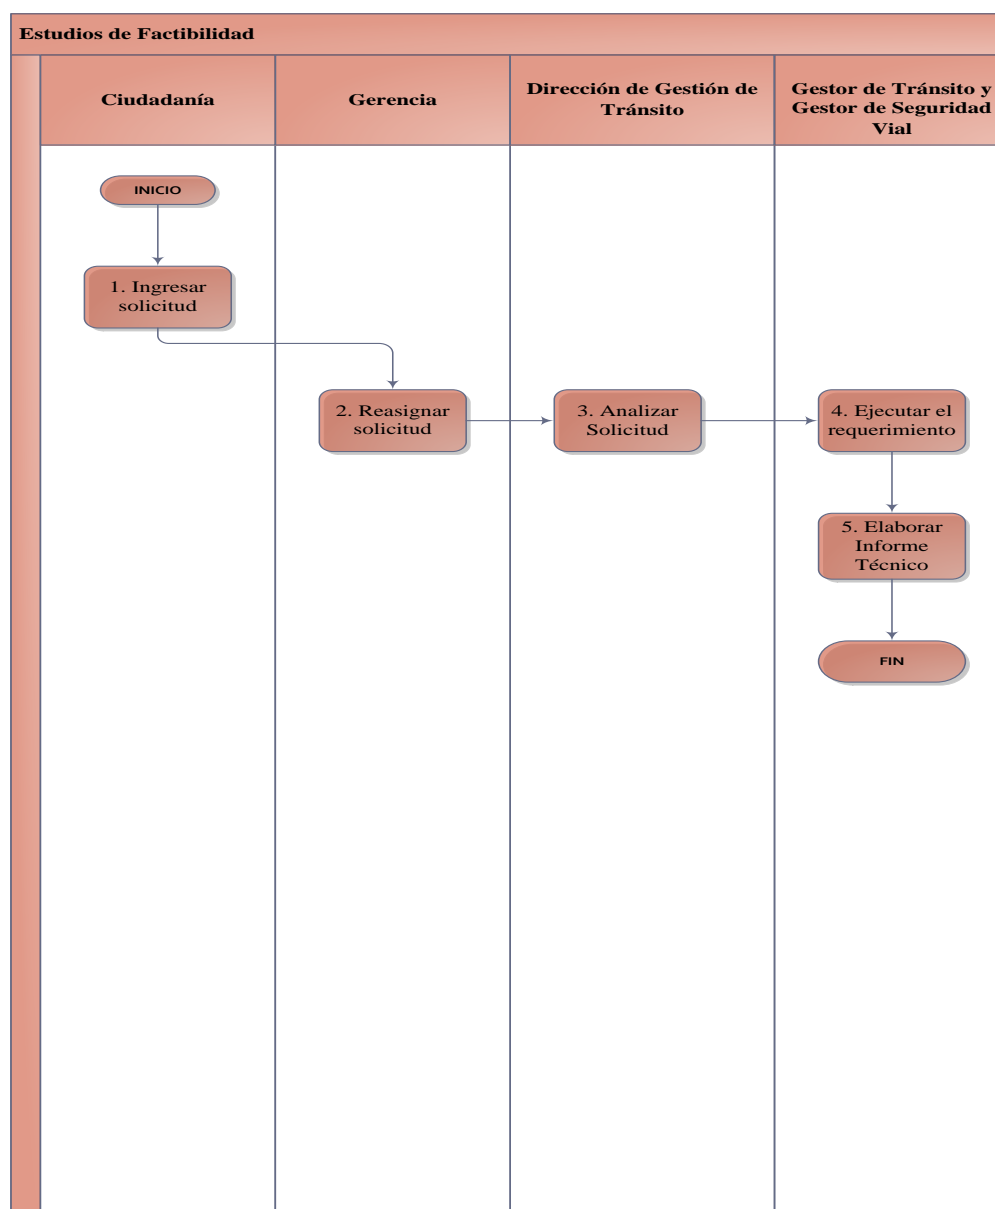 Estudios de Factibilidad
Ciudadanía
Gerencia
Dirección de Gestión de
Tránsito
Gestor de Tránsito y
Gestor de Seguridad
Vial
INICIO
1. Ingresar
solicitud
2. Reasignar
solicitud
3. Analizar
Solicitud
4. Ejecutar el
requerimiento
5. Elaborar
Informe
Técnico
FIN